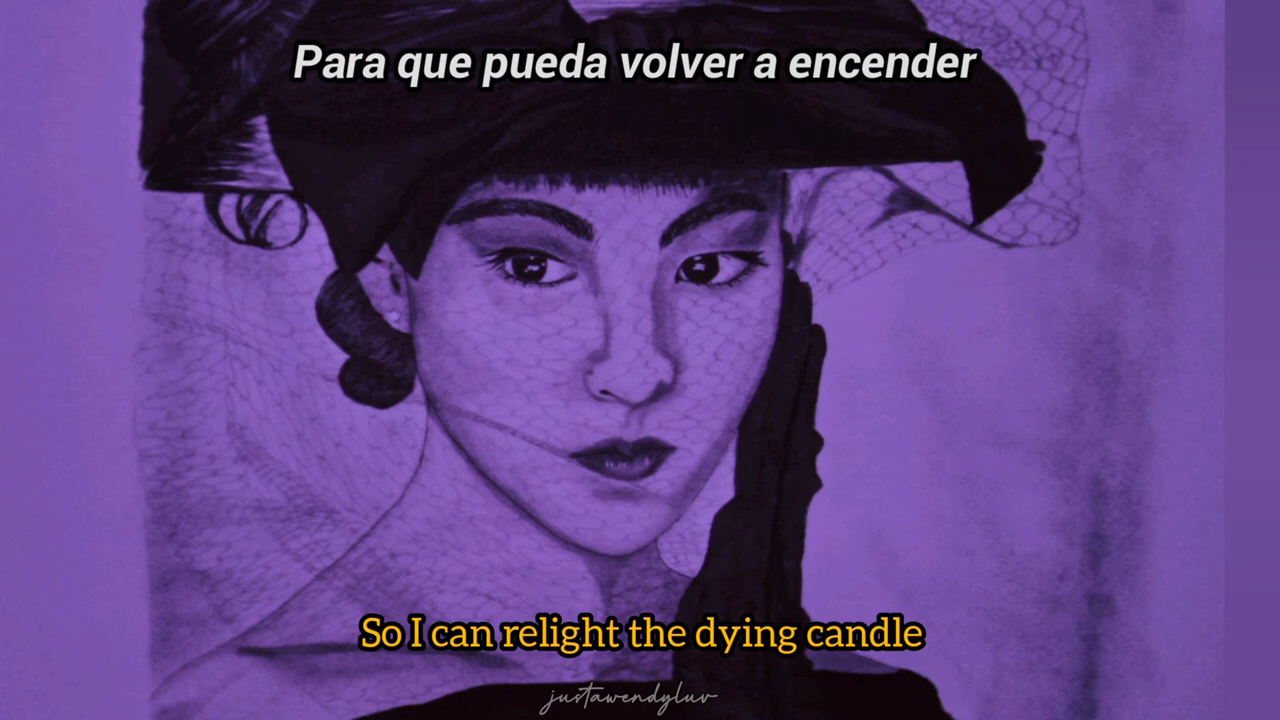 Para que pueda volver a encender
So I can relight the dying candle
justawendyluv